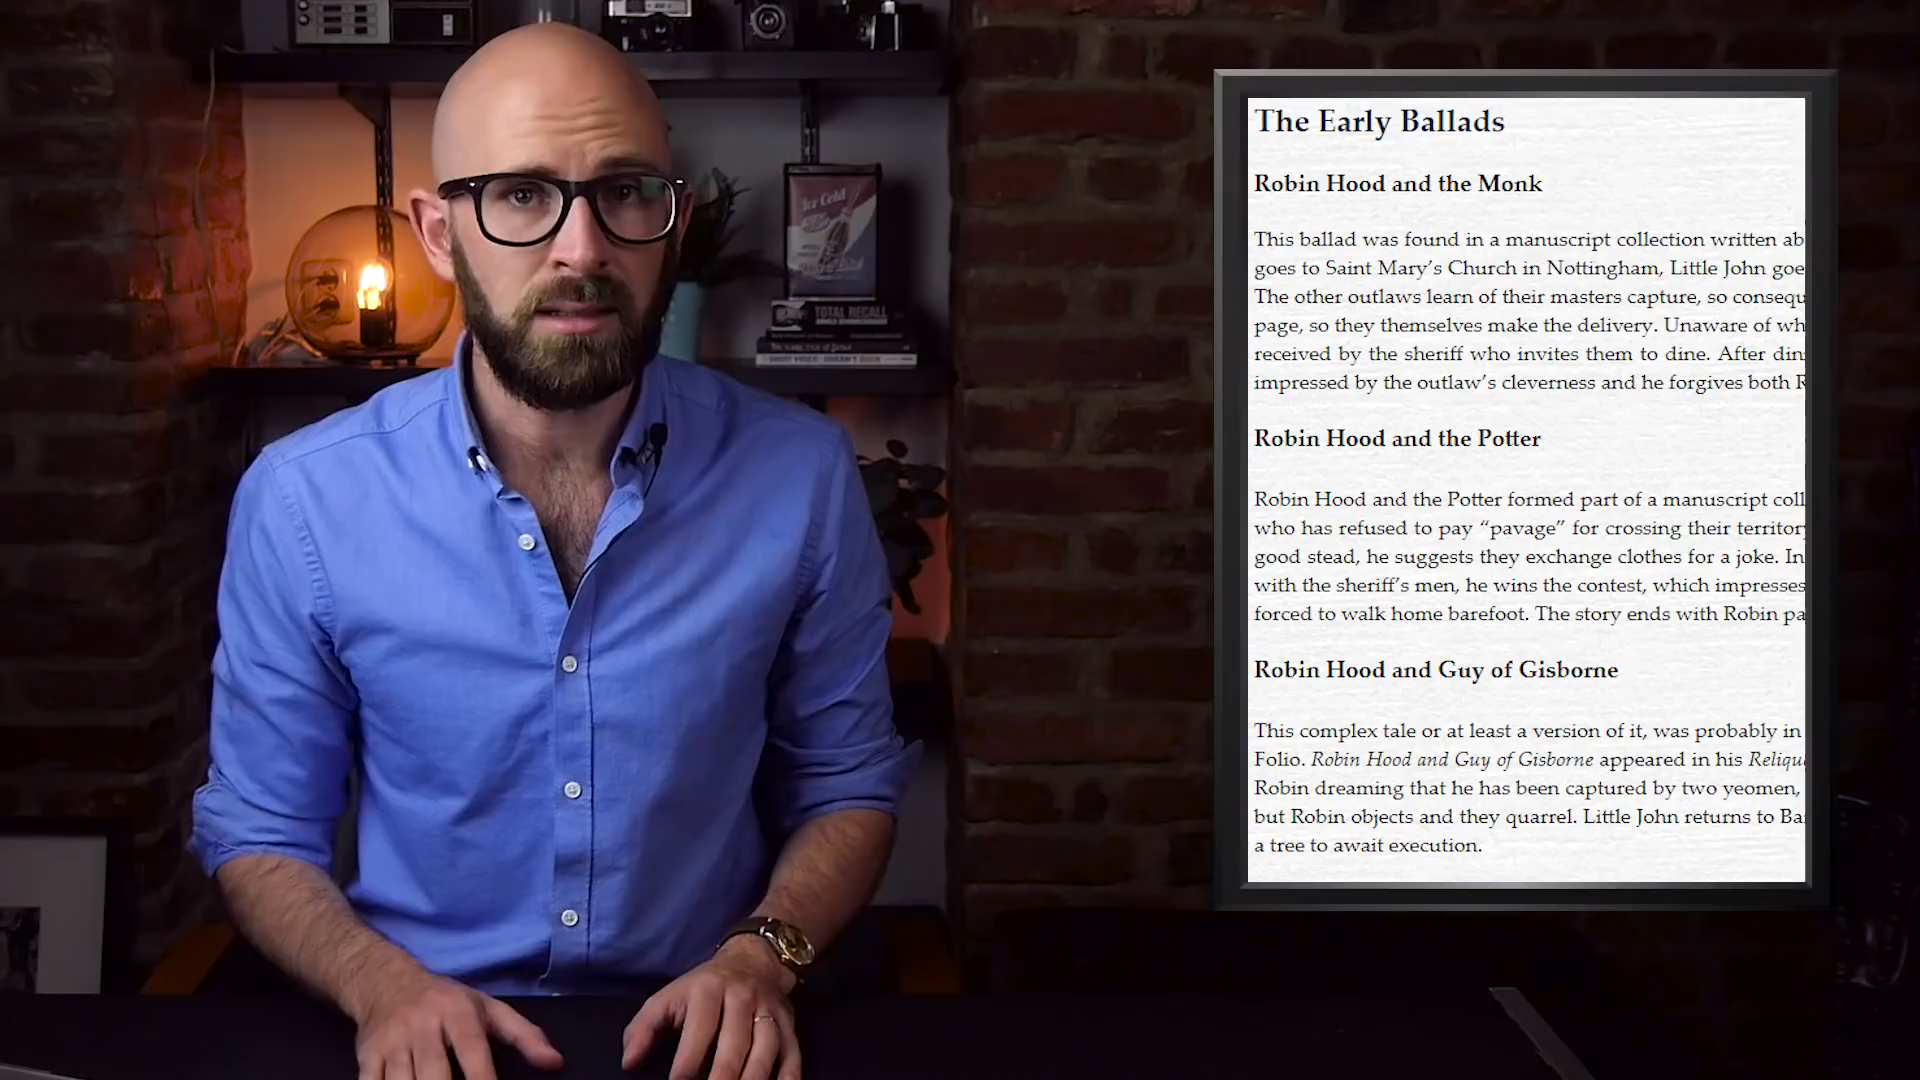 The Early Ballads
Robin Hood and the Monk
This ballad was found in a manuscript collection written ab
goes to Saint Mary’s Church in Nottingham, Little John goe
The other outlaws learn of their masters capture, so consequ
page, so they themselves make the delivery. Unaware of wh
received by the sheriff who invites them to dine. After din
impressed by the outlaw’s cleverness and he forgives both R
Robin Hood and the Potter
Robin Hood and the Potter formed part of a manuscript coll
who has refused to pay “pavage” for crossing their territory
good stead, he suggests they exchange clothes for a joke. In
with the sheriff’s men, he wins the contest, which impresses
forced to walk home barefoot. The story ends with Robin pa
Robin Hood and Guy of Gisborne
This complex tale or at least a version of it, was probably in
Folio. Robin Hood and Guy of Gisborne appeared in his Relique
Robin dreaming that he has been captured by two yeomen,
but Robin objects and they quarrel. Little John returns to Ba
a tree to await execution.
Ice Cold
TOTAL RECALL